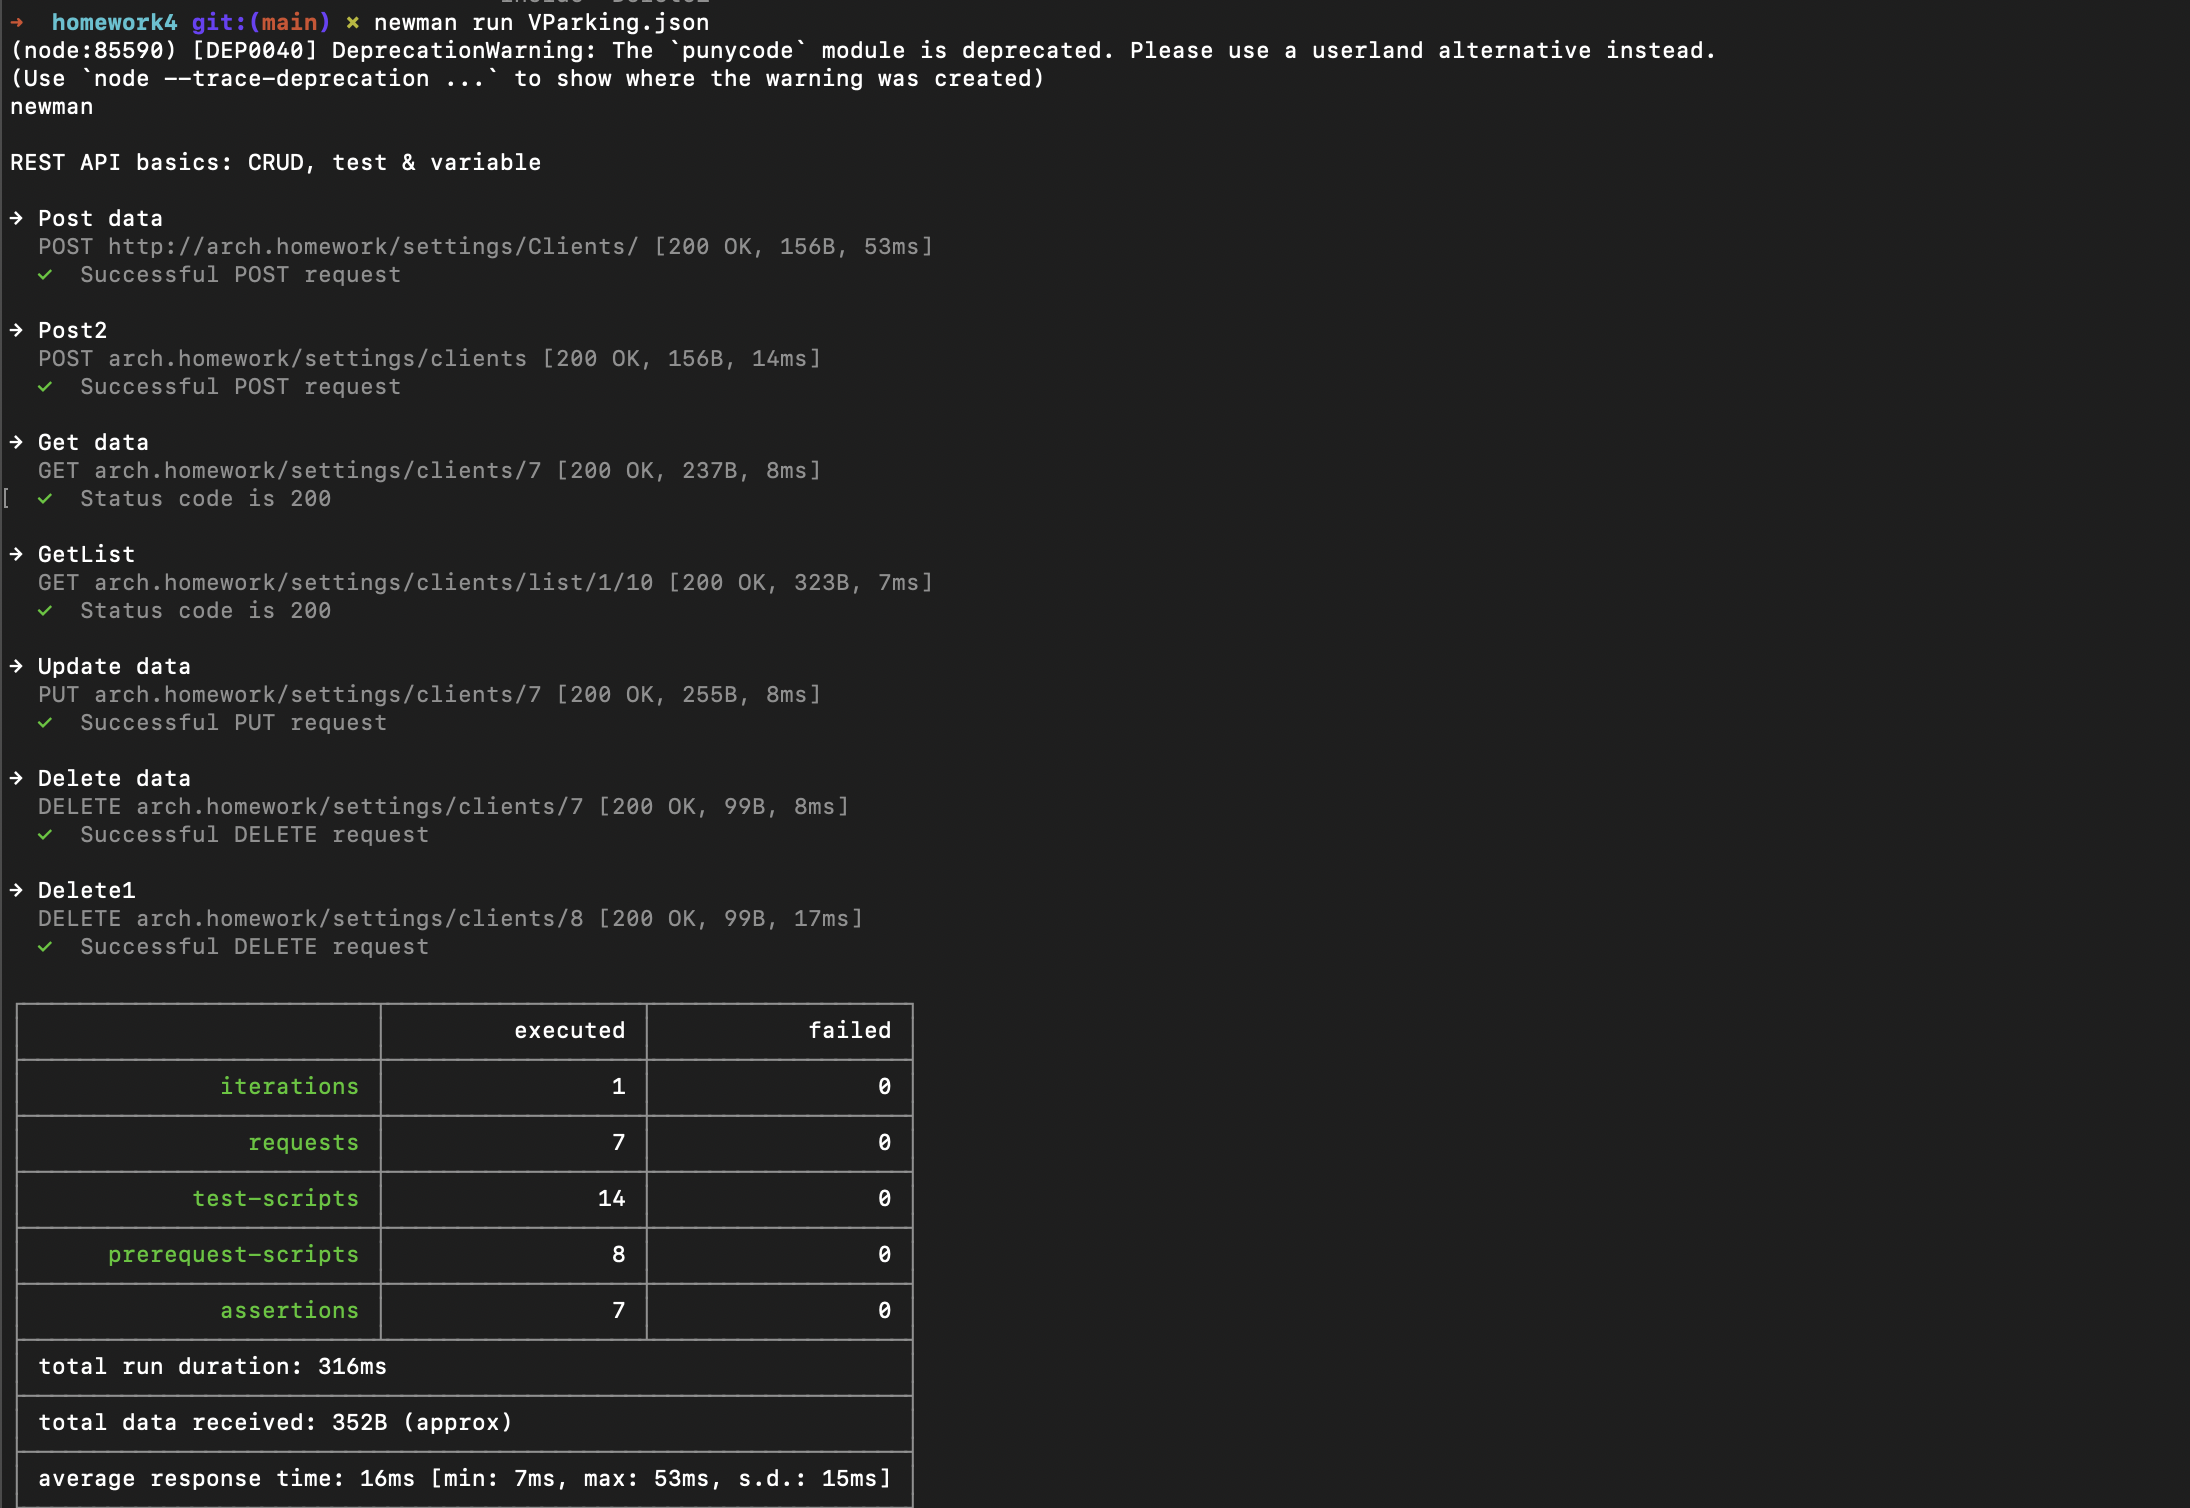 → homework4 git:(main) × newman run VParking.json
(node:85590) [DEP0040] DeprecationWarning: The `punycode` module is deprecated. Please use a userland alternative instead.
(Use `node --trace-deprecation ...` to show where the warning was created)
newman
REST API basics: CRUD, test & variable
→ Post data
POST http://arch.homework/settings/Clients/ [200 OK, 156B, 53ms]
✓ Successful POST request
→ Post2
POST arch.homework/settings/clients [200 OK, 156B, 14ms]
✓ Successful POST request
→ Get data
GET arch.homework/settings/clients/7 [200 OK, 237B, 8ms]
[ ✓ Status code is 200
→ GetList
GET arch.homework/settings/clients/list/1/10 [200 OK, 323B, 7ms]
✓ Status code is 200
→ Update data
PUT arch.homework/settings/clients/7 [200 OK, 255B, 8ms]
✓ Successful PUT request
→ Delete data
DELETE arch.homework/settings/clients/7 [200 OK, 99B, 8ms]
✓ Successful DELETE request
→ Delete1
DELETE arch.homework/settings/clients/8 [200 OK, 99B, 17ms]
✓ Successful DELETE request
executed failed
iterations 1 0
requests 7 0
test-scripts 14 0
prerequest-scripts 8 0
assertions 7 0
total run duration: 316ms
total data received: 352B (approx)
average response time: 16ms [min: 7ms, max: 53ms, s.d.: 15ms]